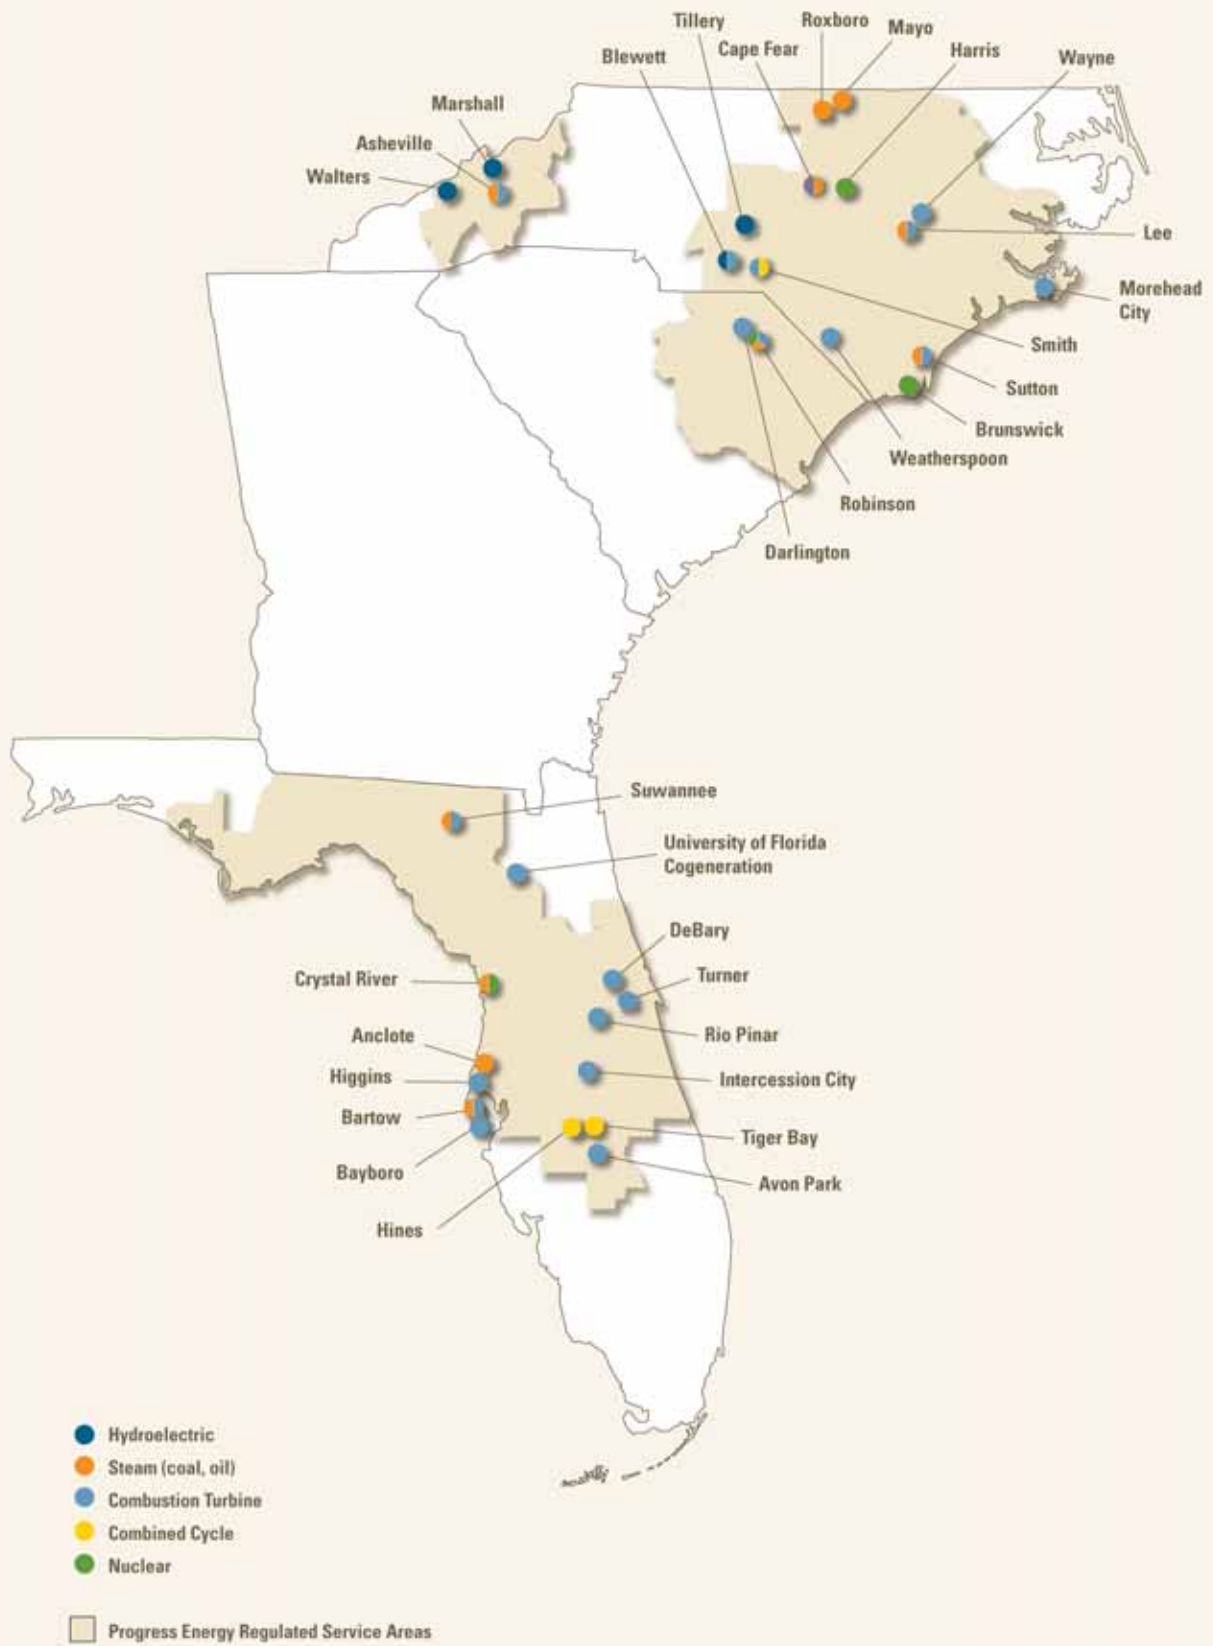 Tillery
Roxboro
Mayo
Blewett
Cape Fear
Harris
Wayne
Marshall
Asheville
Walters
Lee
Morehead
City
Smith
Sutton
Brunswick
Weatherspoon
Robinson
Darlington
Suwannee
University of Florida
Cogeneration
DeBary
Crystal River
Turner
Anclote
Rio Pinar
Higgins
Intercession City
Bartow
Tiger Bay
Bayboro
Avon Park
Hines
Hydroelectric
Steam (coal, oil)
Combustion Turbine
Combined Cycle
Nuclear
Progress Energy Regulated Service Areas